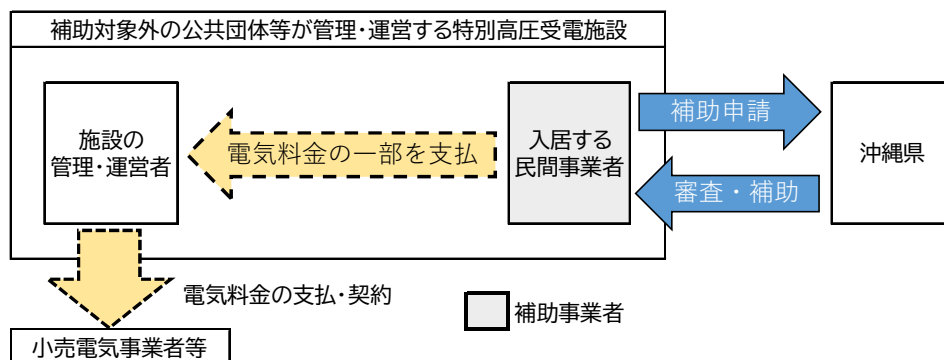 補助対象外の公共団体等が管理・運営する特別高圧受電施設
施設の
管理・運営者
電気料金の一部を支払
入居する
民間事業者
補助申請
審査・補助
沖縄県
電気料金の支払・契約
補助事業者
小売電気事業者等